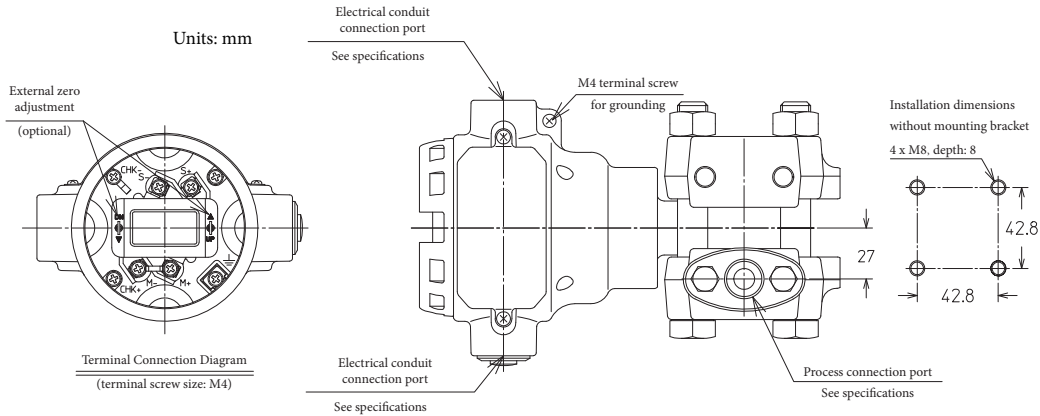 Units: mm
Electrical conduit
connection port
See specifications
M4 terminal screw
for grounding
External zero
adjustment
(optional)
Installation dimensions
without mounting bracket
4 x M8, depth: 8
CHK-
S-
S+
DN
UP
CHK+
M-
M+
27
42.8
42.8
Terminal Connection Diagram
(terminal screw size: M4)
Electrical conduit
connection port
See specifications
Process connection port
See specifications